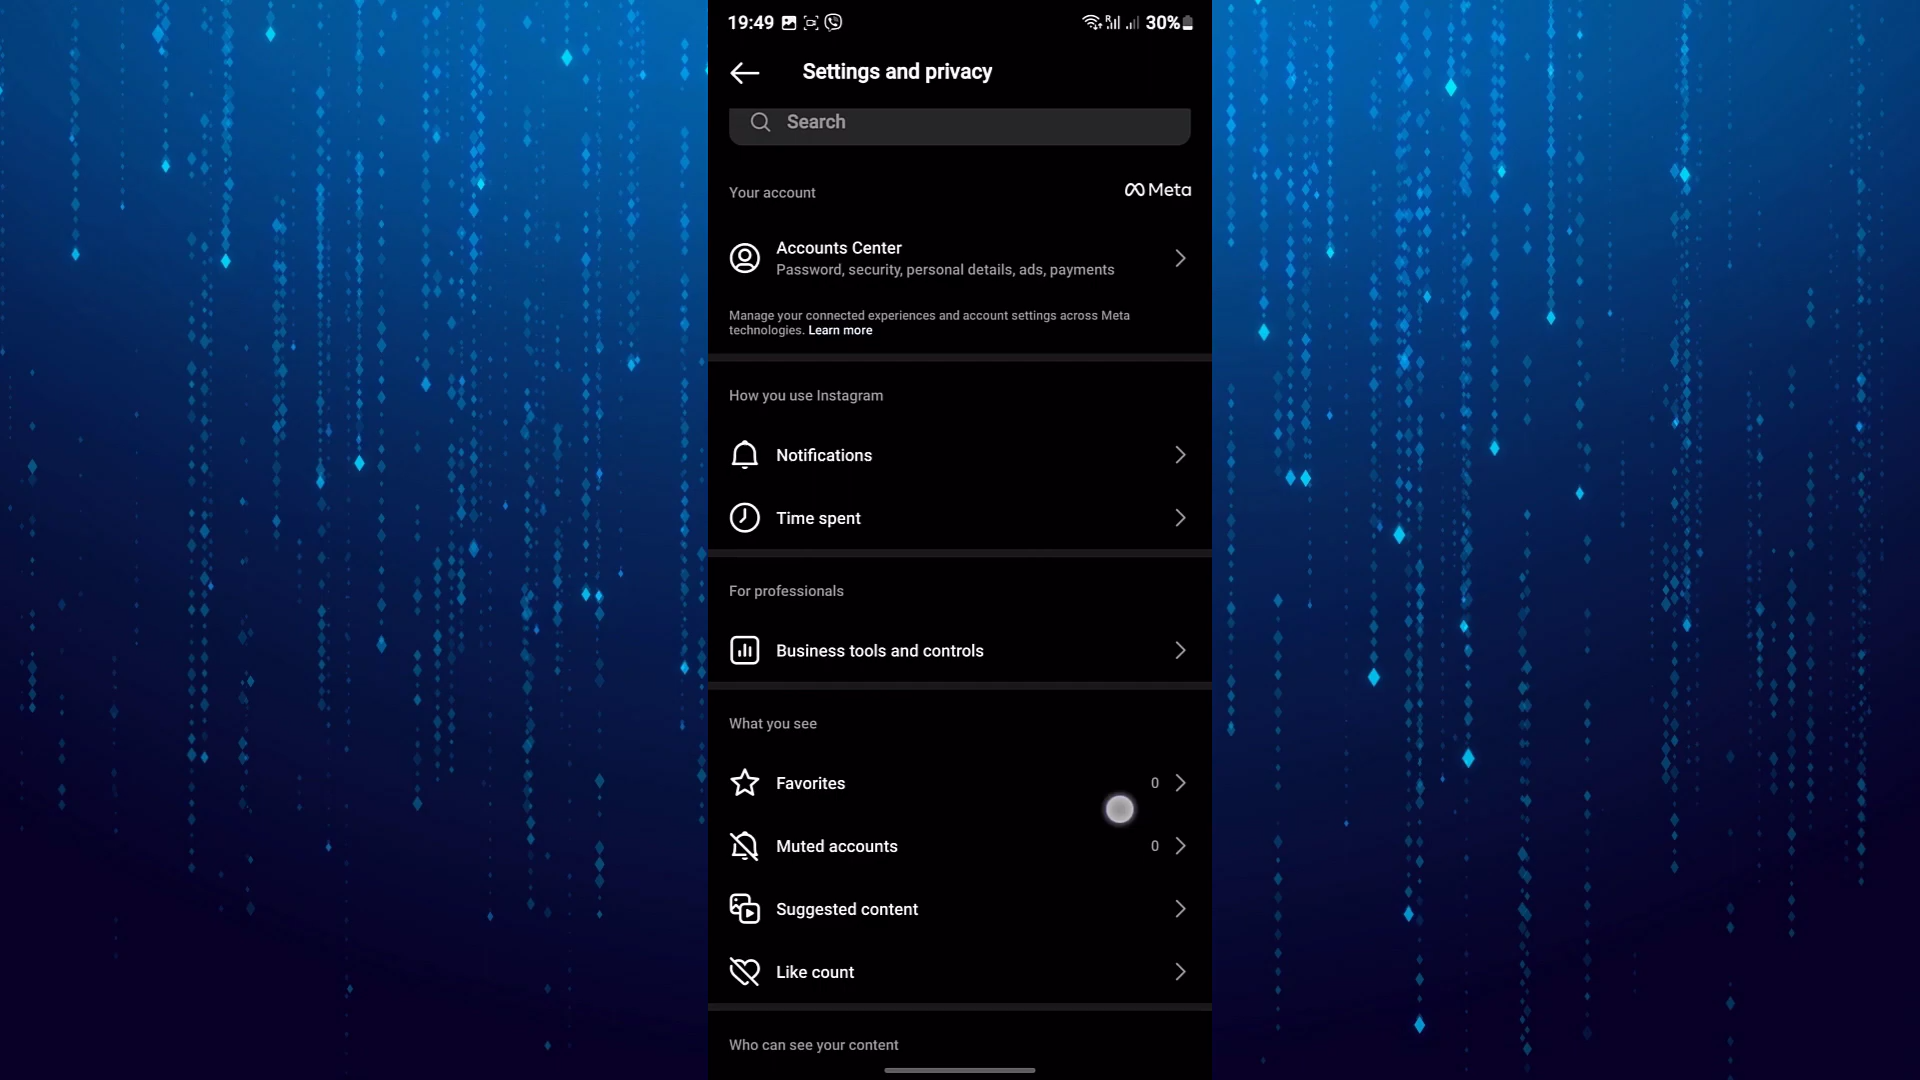 19:49
30%
Settings and privacy
Search
Your account
Meta
Accounts Center
Password, security, personal details, ads, payments
Manage your connected experiences and account settings across Meta
technologies. Learn more
How you use Instagram
Notifications
Time spent
For professionals
Business tools and controls
What you see
Favorites 0
Muted accounts 0
Suggested content
Like count
Who can see your content